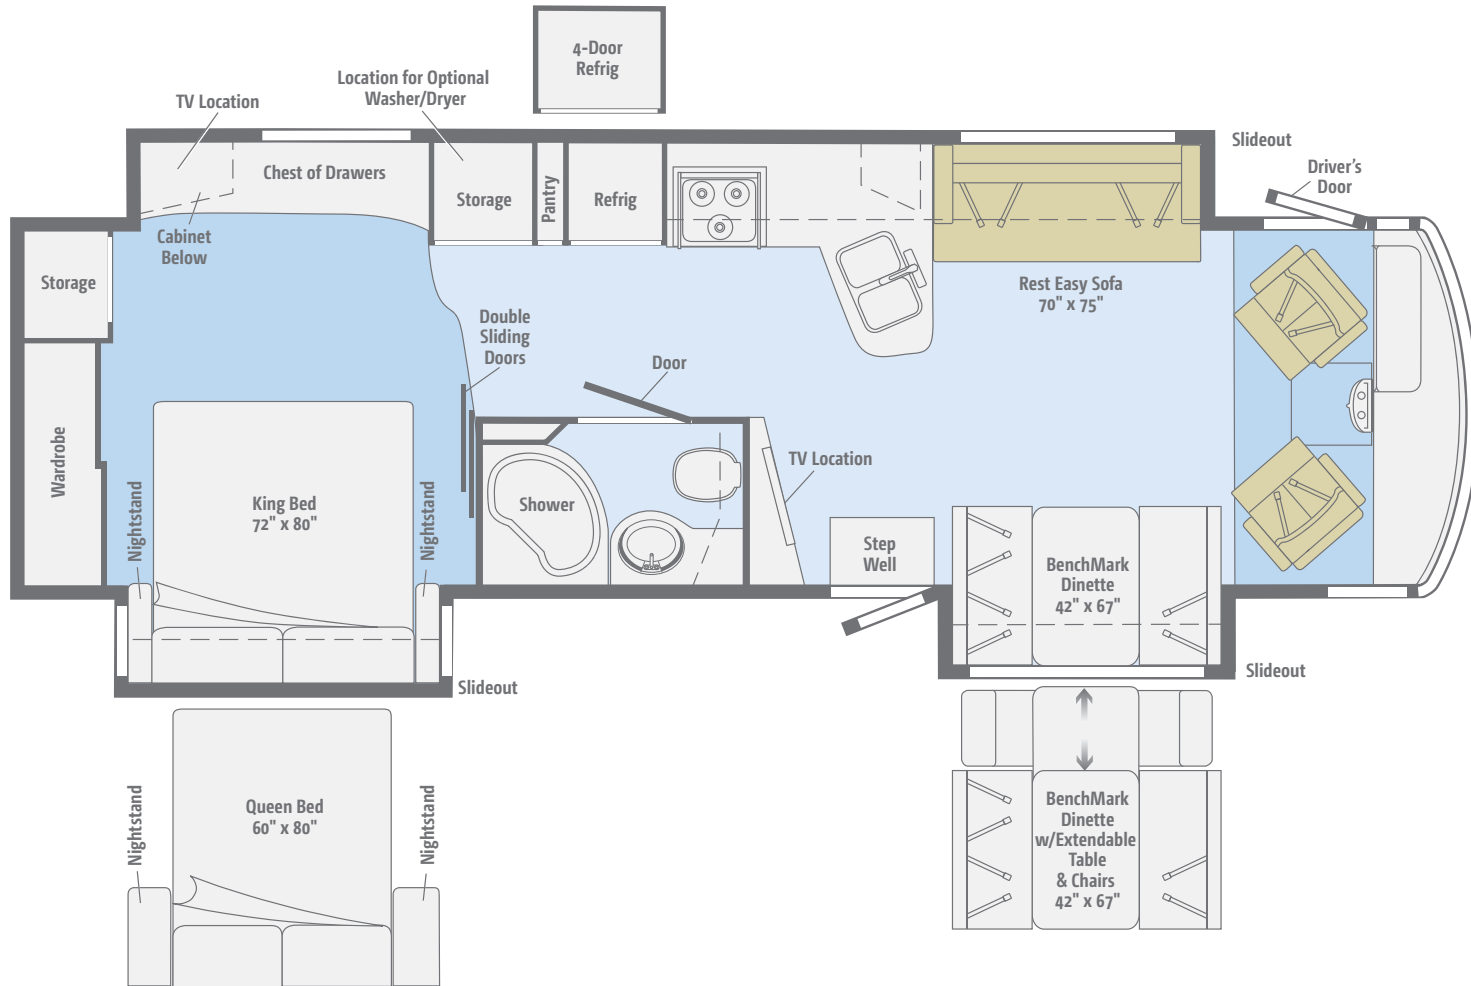 4-Door
Refrig
Location for Optional
Washer/Dryer
TV Location
Slideout
Driver's
Door
Chest of Drawers
Storage
Pantry
Refrig
Cabinet
Below
Storage
Rest Easy Sofa
70" x 75"
Double
Sliding
Doors
Door
Wardrobe
TV Location
King Bed
72" x 80"
Nightstand
Nightstand
Shower
Step
Well
BenchMark
Dinette
42" x 67"
Slideout
Slideout
Queen Bed
60" x 80"
Nightstand
Nightstand
BenchMark
Dinette
w/Extendable
Table
& Chairs
42" x 67"